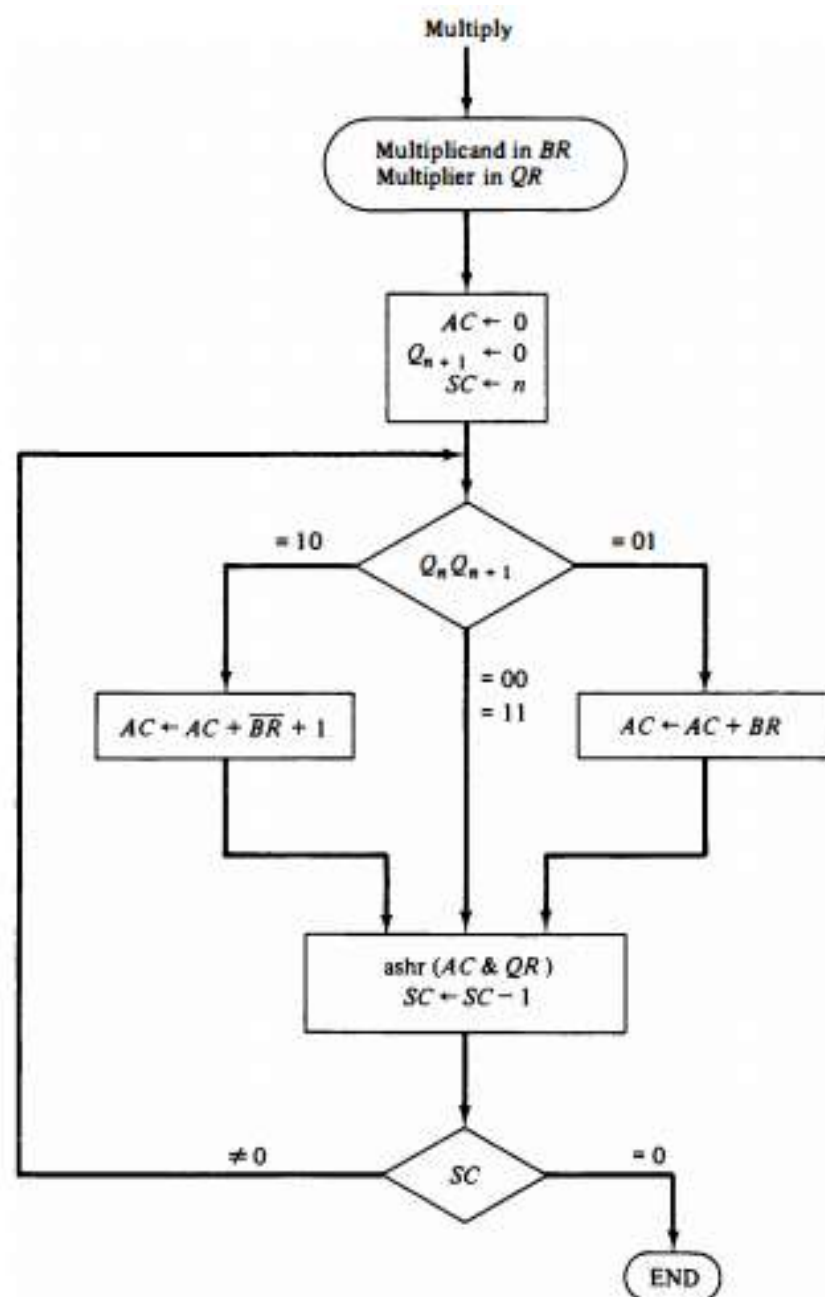 Multiply
Multiplicand in BR
Multiplier in QR
AC ← 0
Qₙ₊₁ ← 0
SC ← n
= 10
QₙQₙ₊₁
= 01
= 00
= 11
AC ← AC + B̅R̅ + 1
AC ← AC + BR
ashr (AC & QR)
SC ← SC − 1
≠ 0
SC
= 0
END